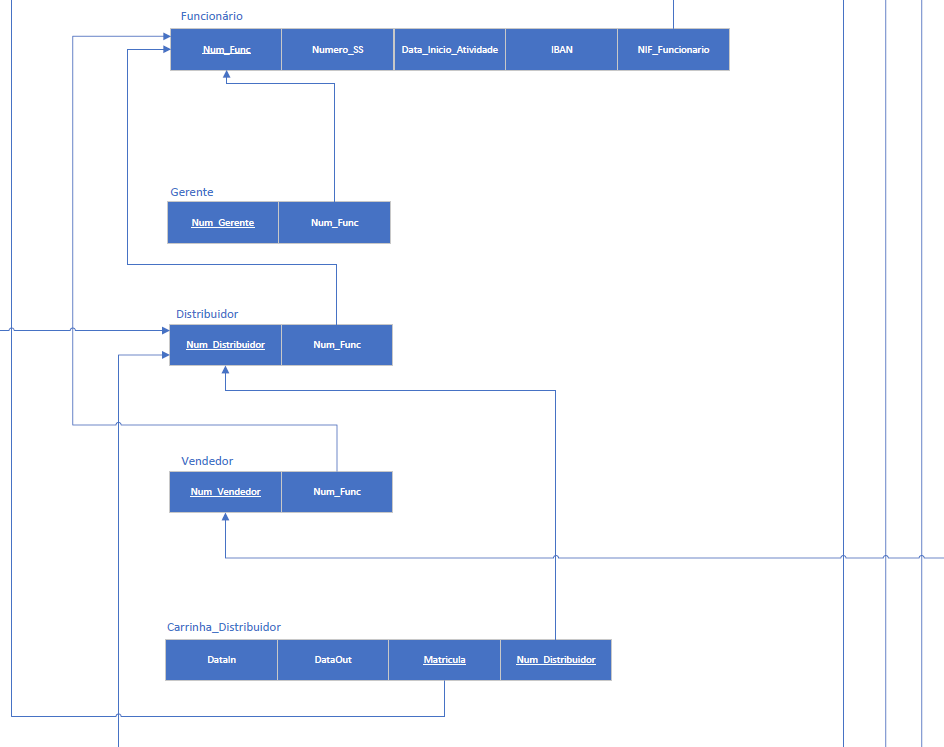 Funcionário
Num_Func Numero_SS Data_Inicio_Atividade IBAN NIF_Funcionario
Gerente
Num_Gerente Num_Func
Distribuidor
Num_Distribuidor Num_Func
Vendedor
Num_Vendedor Num_Func
Carrinha_Distribuidor
DataIn DataOut Matricula Num_Distribuidor